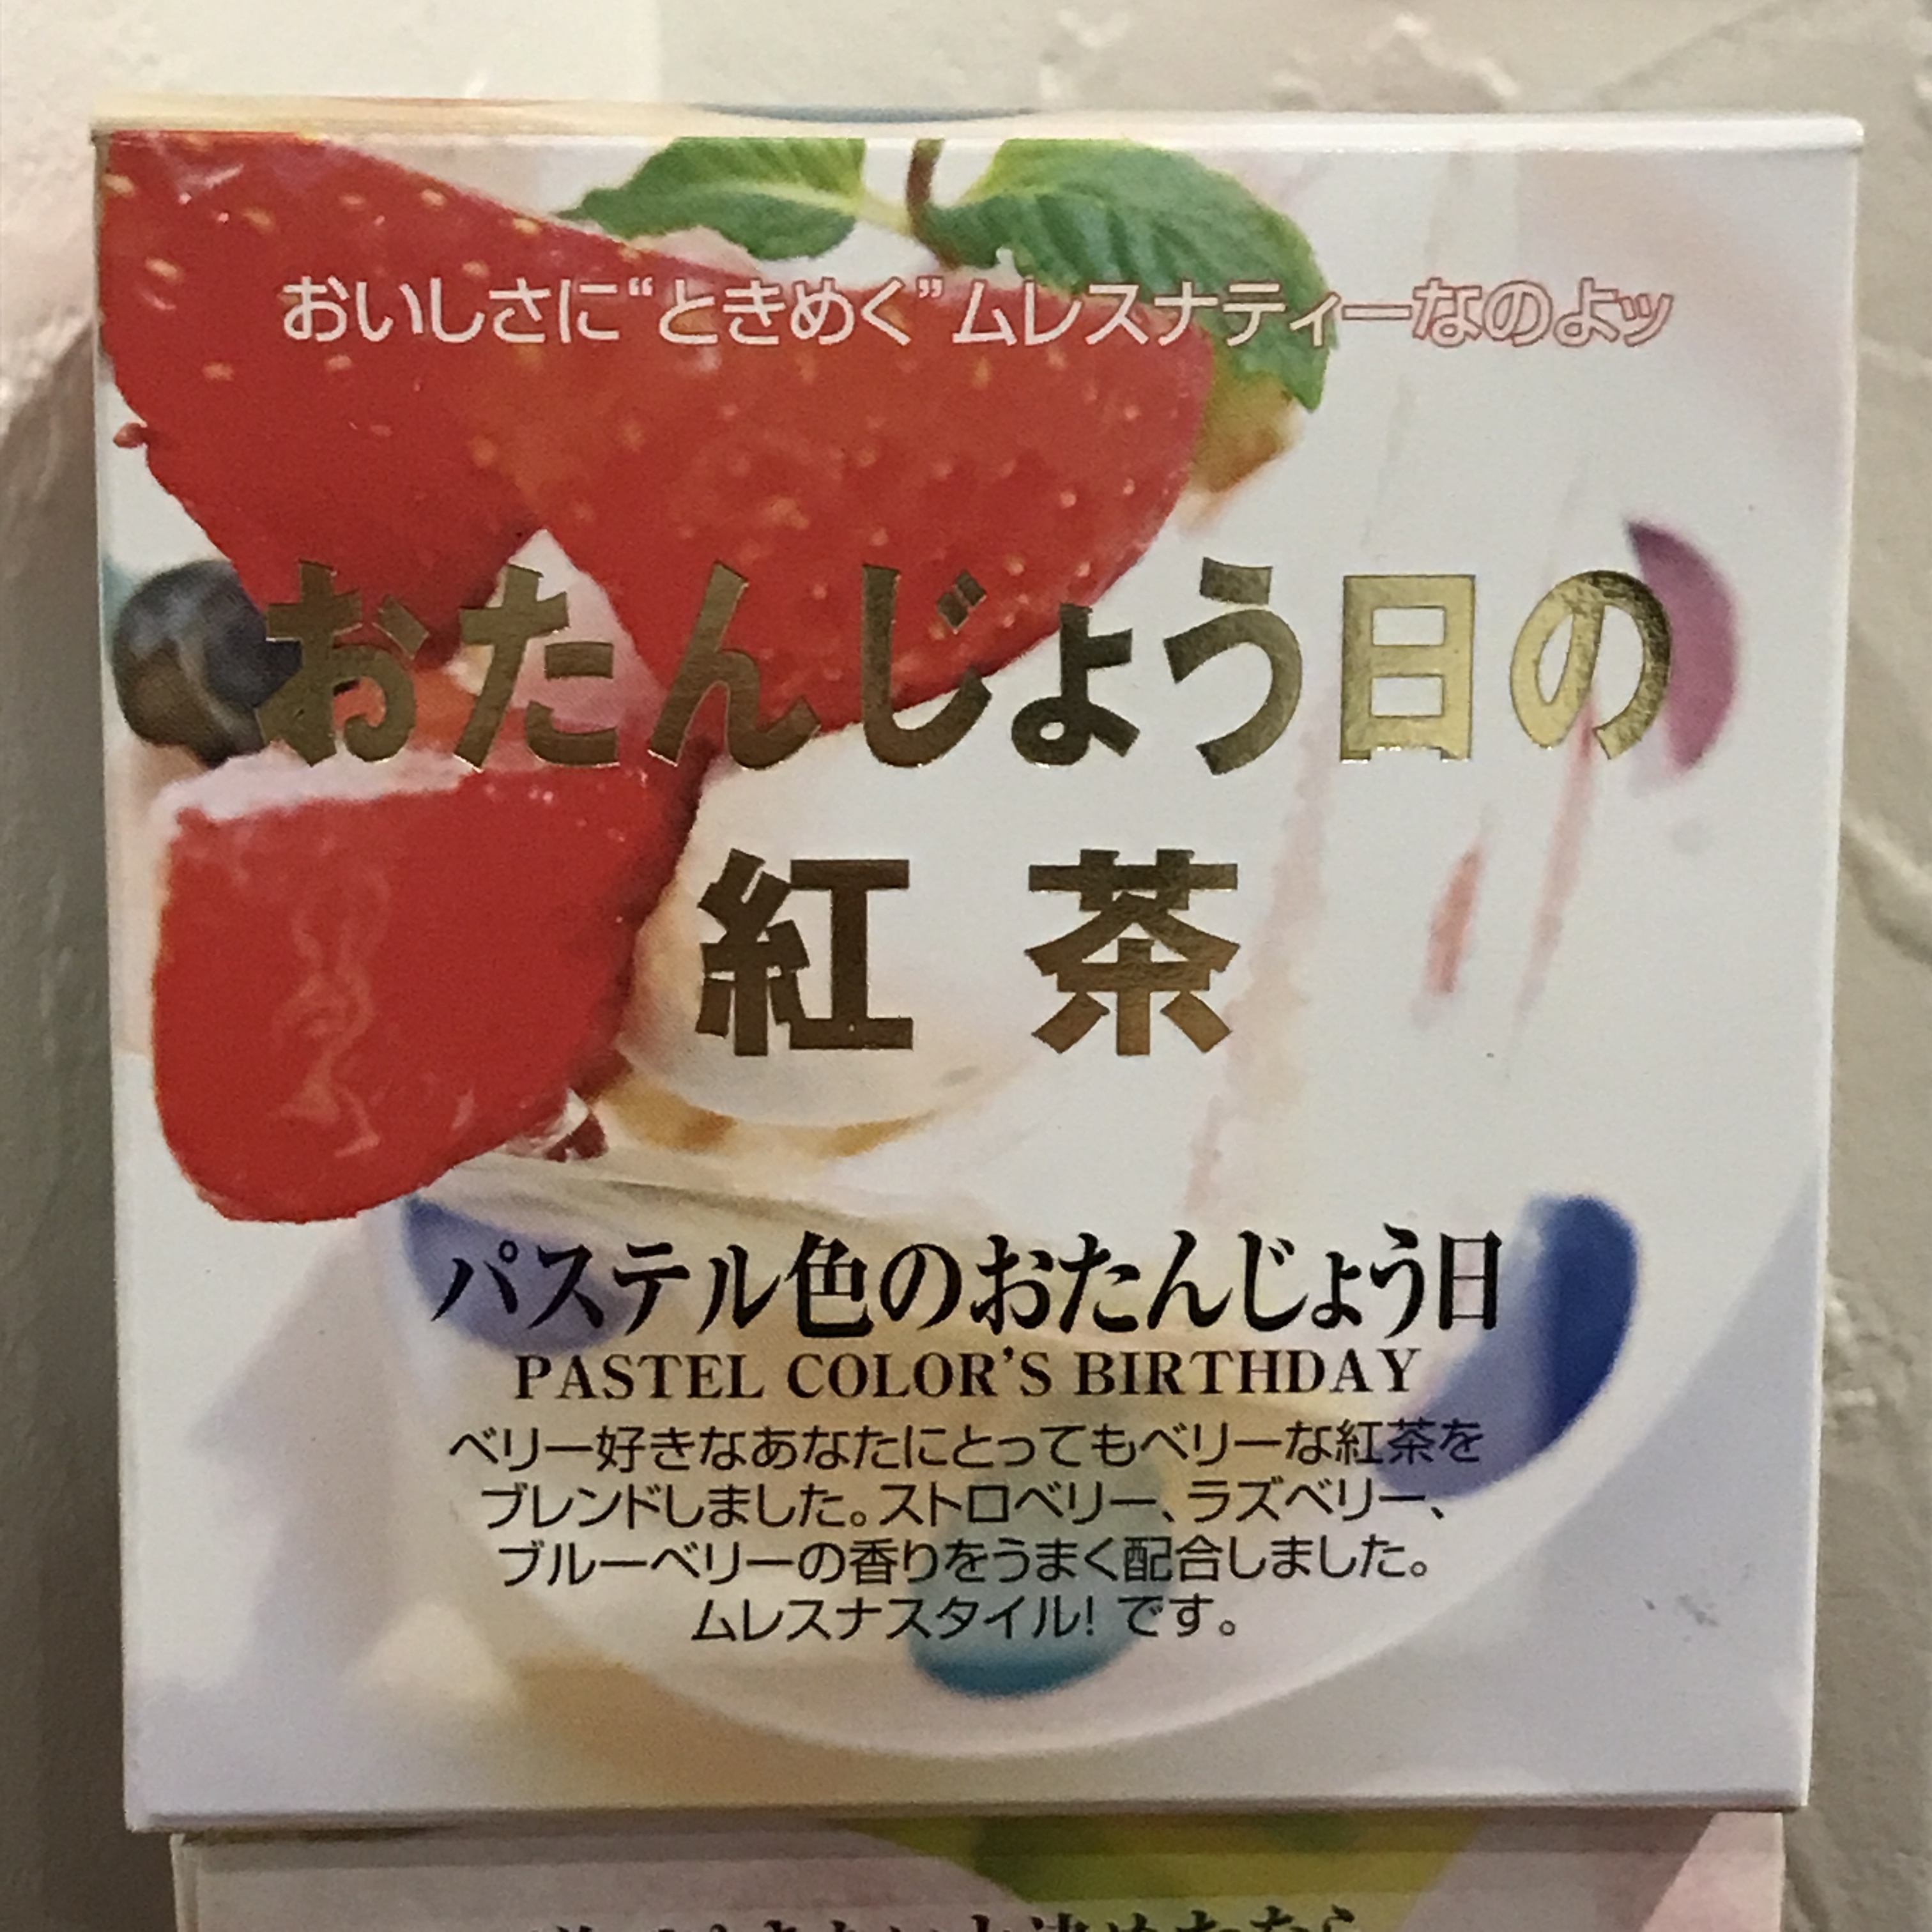 おいしさに“ときめく”ムレスナティーなのよッ
おたんじょう日の
紅茶
パステル色のおたんじょう日
PASTEL COLOR'S BIRTHDAY
ベリー好きなあなたにとってもベリーな紅茶を
ブレンドしました。ストロベリー、ラズベリー、
ブルーベリーの香りをうまく配合しました。
ムレスナスタイル! です。